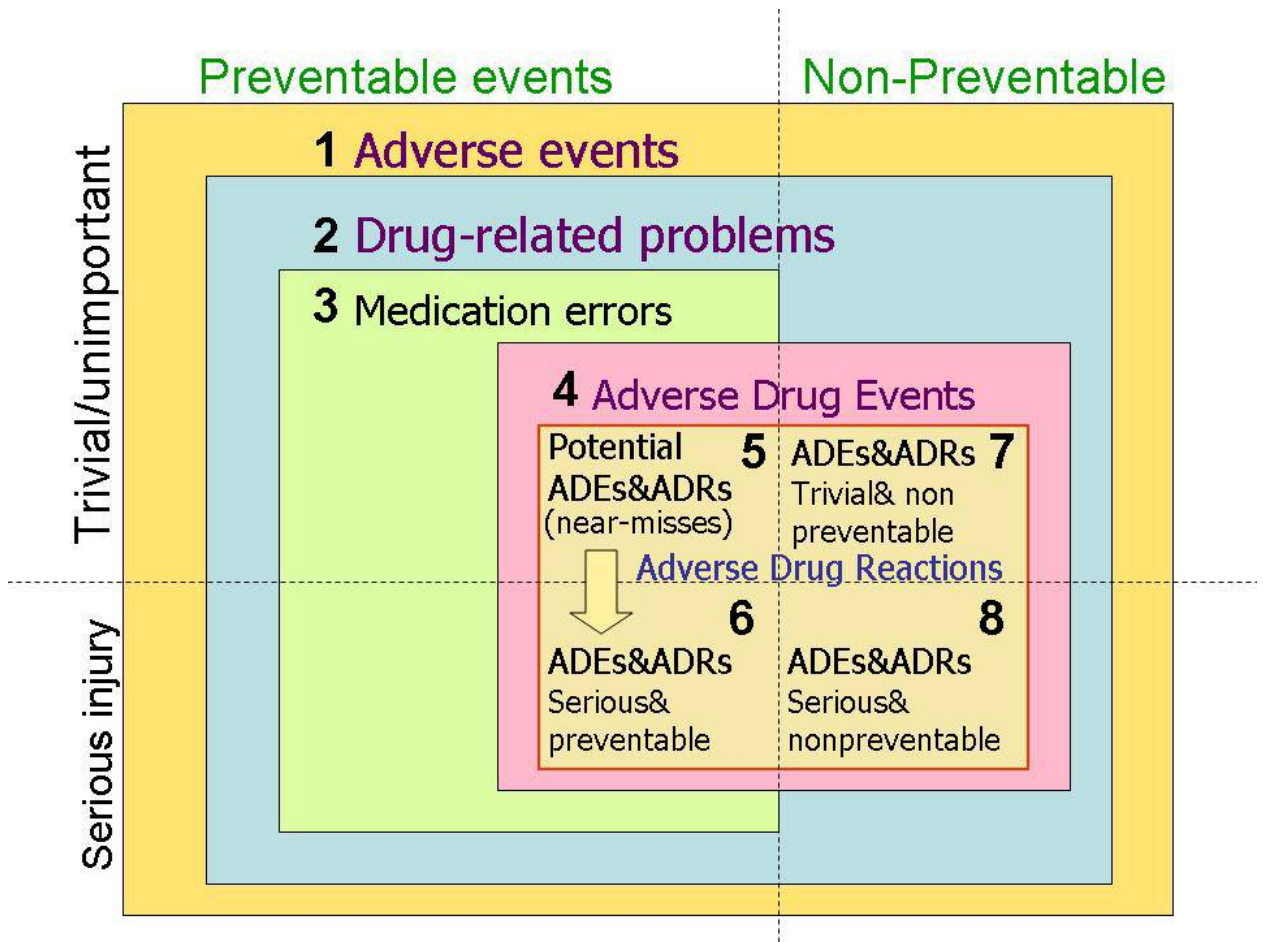 Preventable events
Non-Preventable
Trivial/unimportant
Serious injury
1 Adverse events
2 Drug-related problems
3 Medication errors
4 Adverse Drug Events
Potential 5
ADEs&ADRs
(near-misses)
ADEs&ADRs 7
Trivial& non
preventable
Adverse Drug Reactions
6
ADEs&ADRs
Serious&
preventable
8
ADEs&ADRs
Serious&
nonpreventable